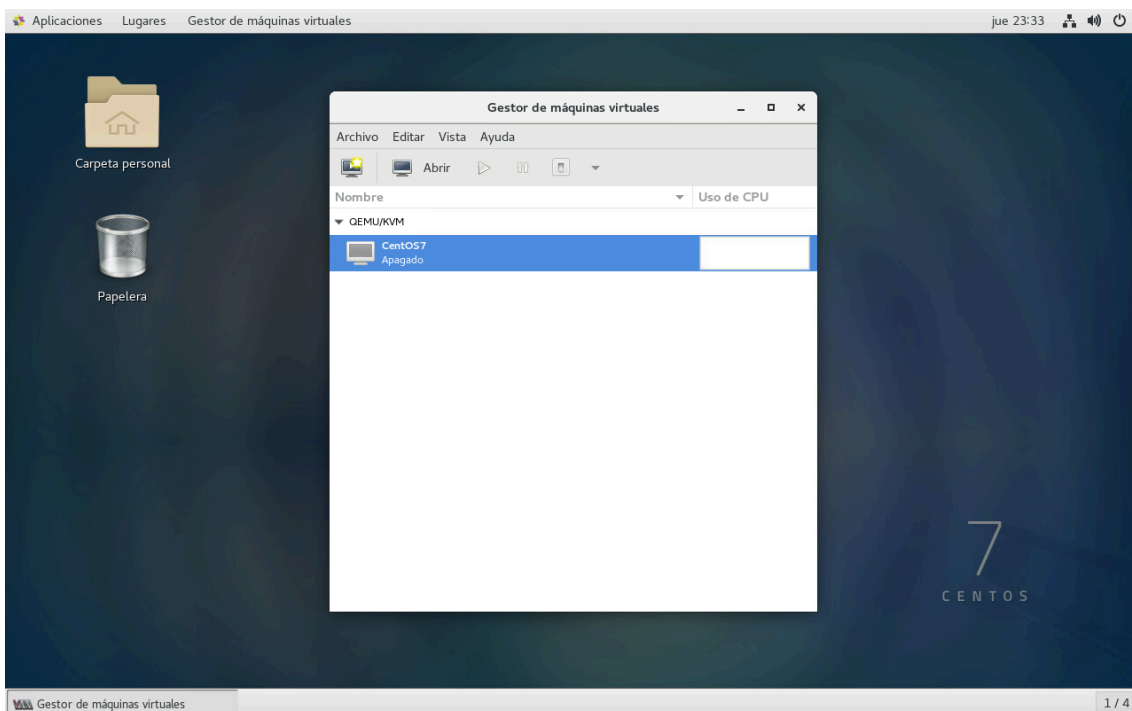 Aplicaciones Lugares Gestor de máquinas virtuales jue 23:33
Carpeta personal
Papelera
Gestor de máquinas virtuales
Archivo Editar Vista Ayuda
Abrir
Nombre Uso de CPU
QEMU/KVM
CentOS7
Apagado
7
CENTOS
Gestor de máquinas virtuales 1 / 4